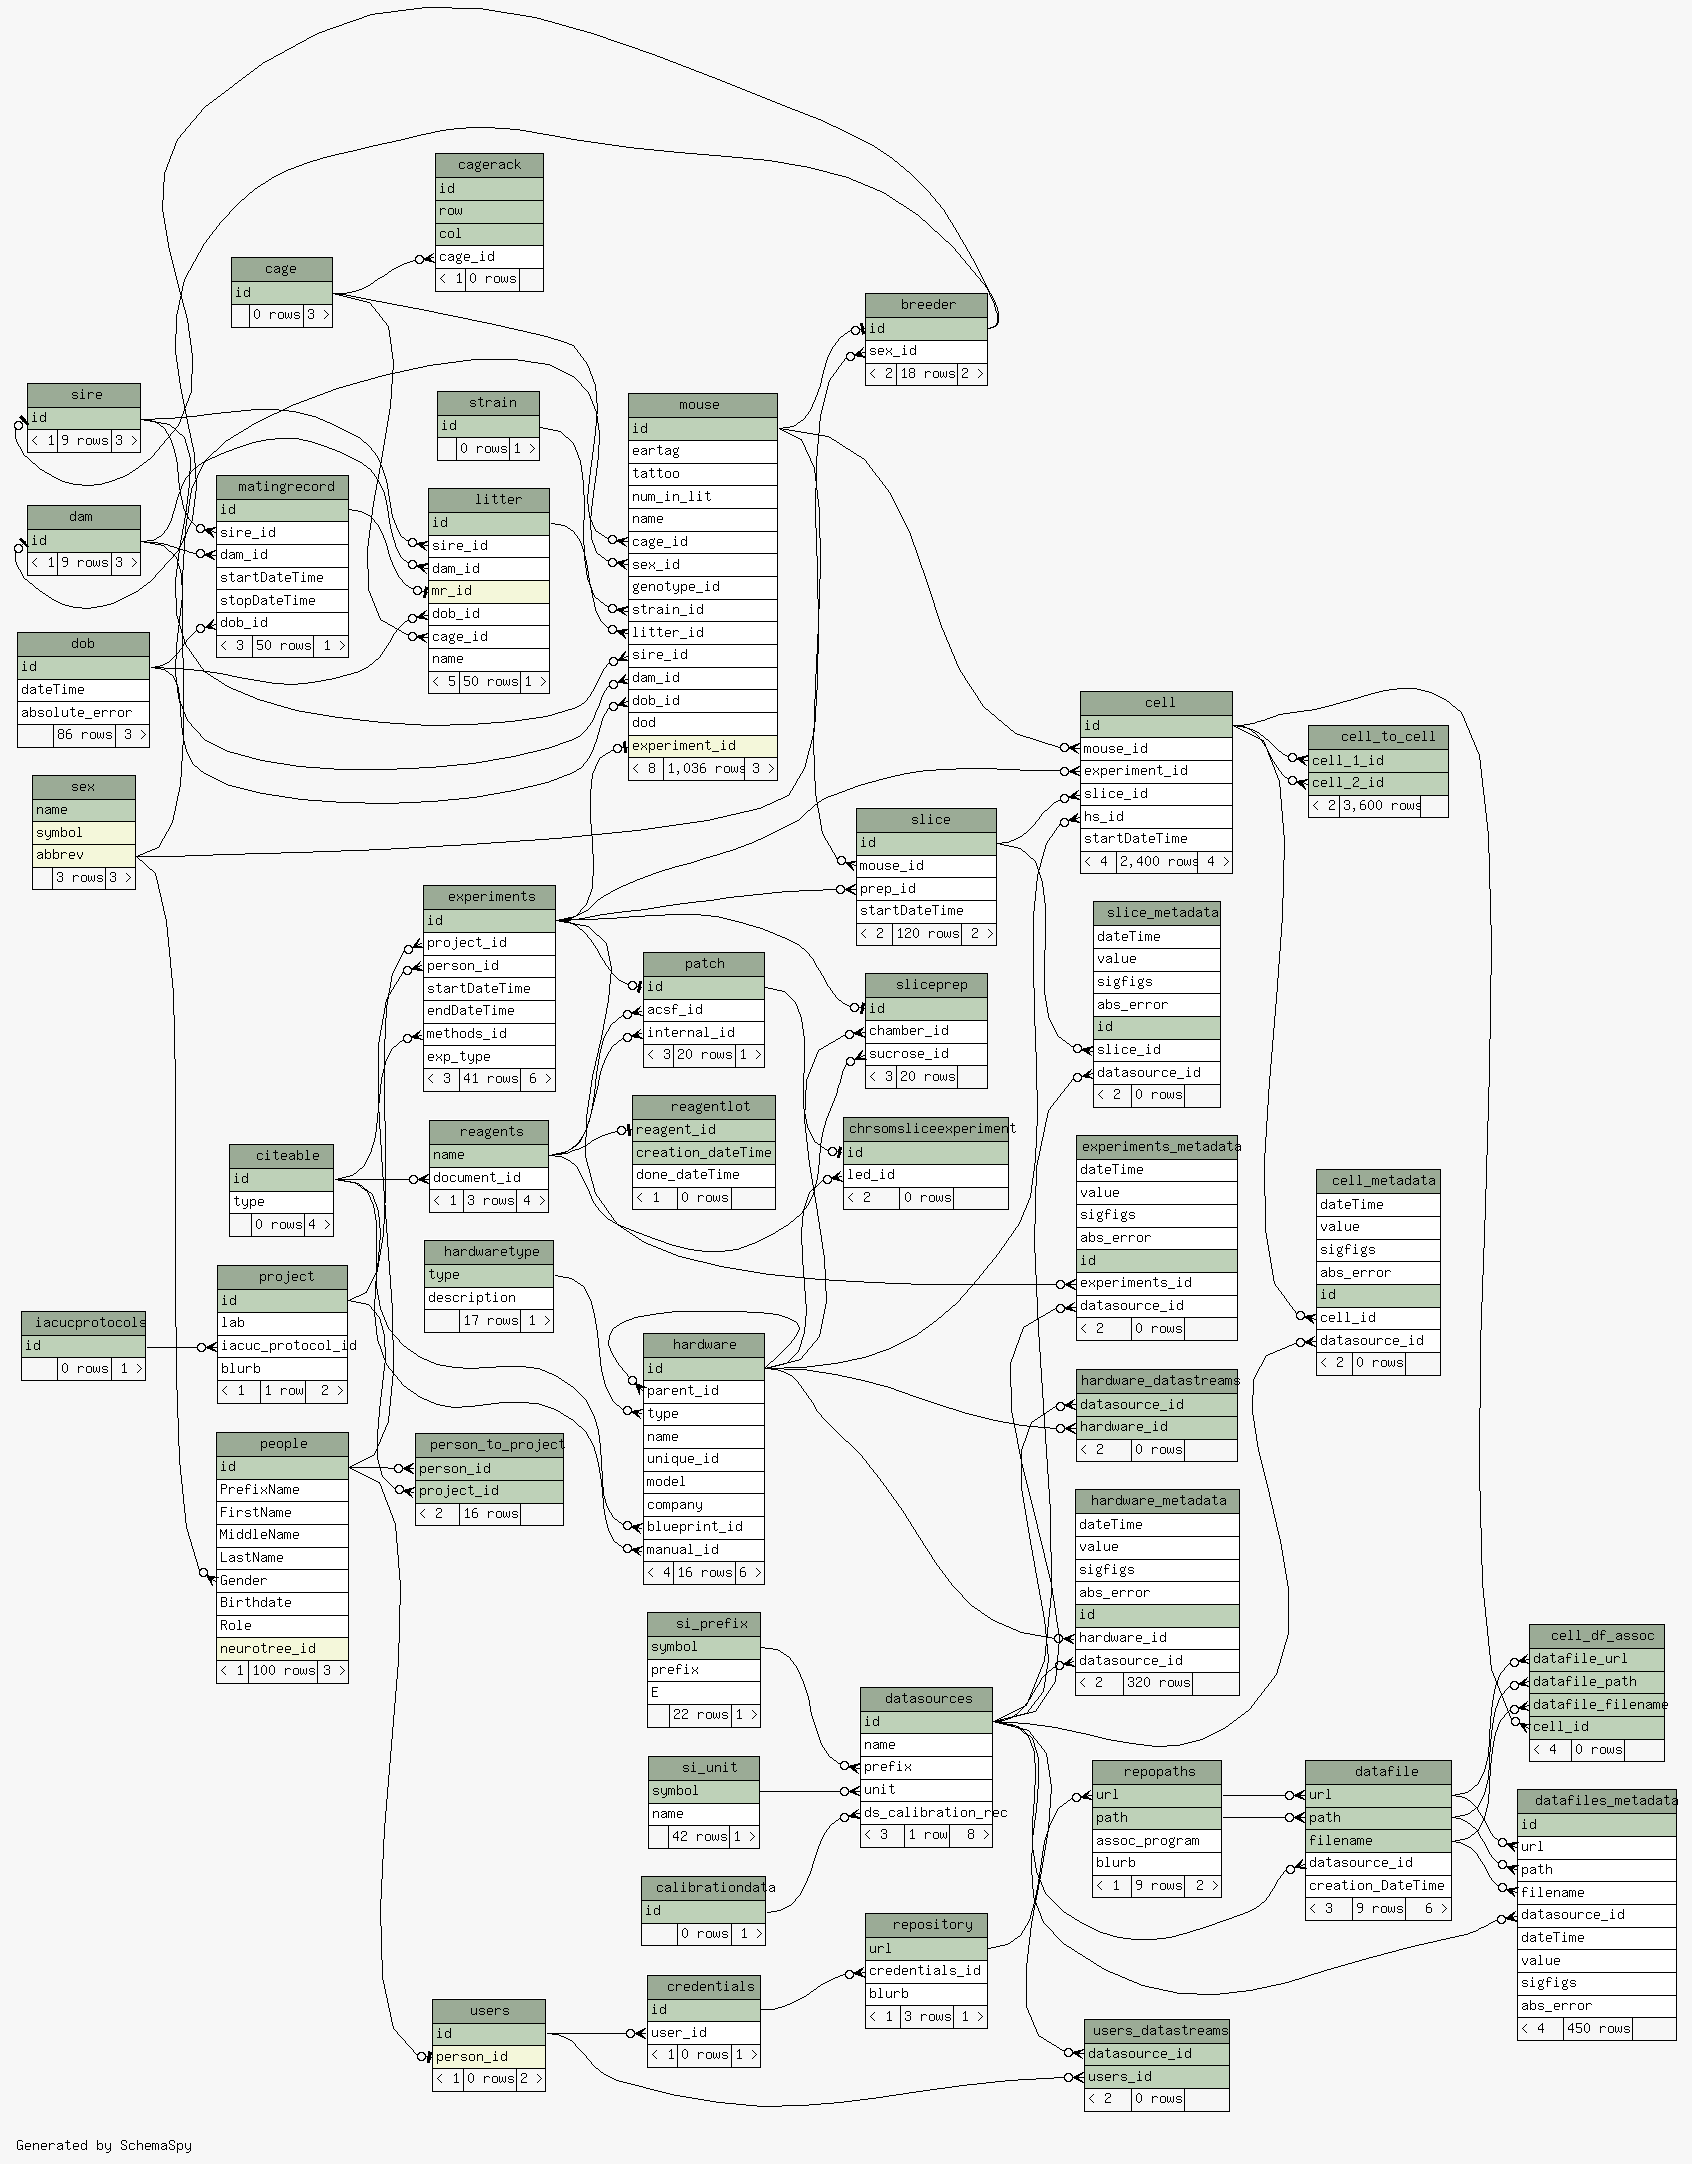 cagerack
id
row
col
cage_id
< 1 0 rows
cage
id
0 rows 3 >
breeder
id
sex_id
< 2 18 rows 2 >
sire
id
< 1 9 rows 3 >
strain
id
0 rows 1 >
mouse
id
eartag
tattoo
num_in_lit
name
cage_id
sex_id
genotype_id
strain_id
litter_id
sire_id
dam_id
dob_id
dod
experiment_id
< 8 1,036 rows 3 >
matingrecord
id
sire_id
dam_id
startDateTime
stopDateTime
dob_id
< 3 50 rows 1 >
litter
id
sire_id
dam_id
mr_id
dob_id
cage_id
name
< 5 50 rows 1 >
dam
id
< 1 9 rows 3 >
dob
id
dateTime
absolute_error
86 rows 3 >
sex
name
symbol
abbrev
3 rows 3 >
cell
id
mouse_id
experiment_id
slice_id
hs_id
startDateTime
< 4 2,400 rows 4 >
cell_to_cell
cell_1_id
cell_2_id
< 2 3,600 rows
slice
id
mouse_id
prep_id
startDateTime
< 2 120 rows 2 >
experiments
id
project_id
person_id
startDateTime
endDateTime
methods_id
exp_type
< 3 41 rows 6 >
slice_metadata
dateTime
value
sigfigs
abs_error
id
slice_id
datasource_id
< 2 0 rows
patch
id
acsf_id
internal_id
< 3 20 rows 1 >
sliceprep
id
chamber_id
sucrose_id
< 3 20 rows
reagentlot
reagent_id
creation_dateTime
done_dateTime
< 1 0 rows
chrsomsliceexperiment
id
led_id
< 2 0 rows
reagents
name
document_id
< 1 3 rows 4 >
citeable
id
type
0 rows 4 >
experiments_metadata
dateTime
value
sigfigs
abs_error
id
experiments_id
datasource_id
< 2 0 rows
cell_metadata
dateTime
value
sigfigs
abs_error
id
cell_id
datasource_id
< 2 0 rows
hardwaretype
type
description
17 rows 1 >
project
id
lab
iacuc_protocol_id
blurb
< 1 1 row 2 >
iacucprotocols
id
0 rows 1 >
hardware
id
parent_id
type
name
unique_id
model
company
blueprint_id
manual_id
< 4 16 rows 6 >
hardware_datastreams
datasource_id
hardware_id
< 2 0 rows
people
id
PrefixName
FirstName
MiddleName
LastName
Gender
Birthdate
Role
neurotree_id
< 1 100 rows 3 >
person_to_project
person_id
project_id
< 2 16 rows
hardware_metadata
dateTime
value
sigfigs
abs_error
id
hardware_id
datasource_id
< 2 320 rows
si_prefix
symbol
prefix
E
22 rows 1 >
cell_df_assoc
datafile_url
datafile_path
datafile_filename
cell_id
< 4 0 rows
datasources
id
name
prefix
unit
ds_calibration_rec
< 3 1 row 8 >
si_unit
symbol
name
42 rows 1 >
repopaths
url
path
assoc_program
blurb
< 1 9 rows 2 >
datafile
url
path
filename
datasource_id
creation_DateTime
< 3 9 rows 6 >
datafiles_metadata
id
url
path
filename
datasource_id
dateTime
value
sigfigs
abs_error
< 4 450 rows
calibrationdata
id
0 rows 1 >
repository
url
credentials_id
blurb
< 1 3 rows 1 >
credentials
id
user_id
< 1 0 rows 1 >
users
id
person_id
< 1 0 rows 2 >
users_datastreams
datasource_id
users_id
< 2 0 rows
Generated by SchemaSpy